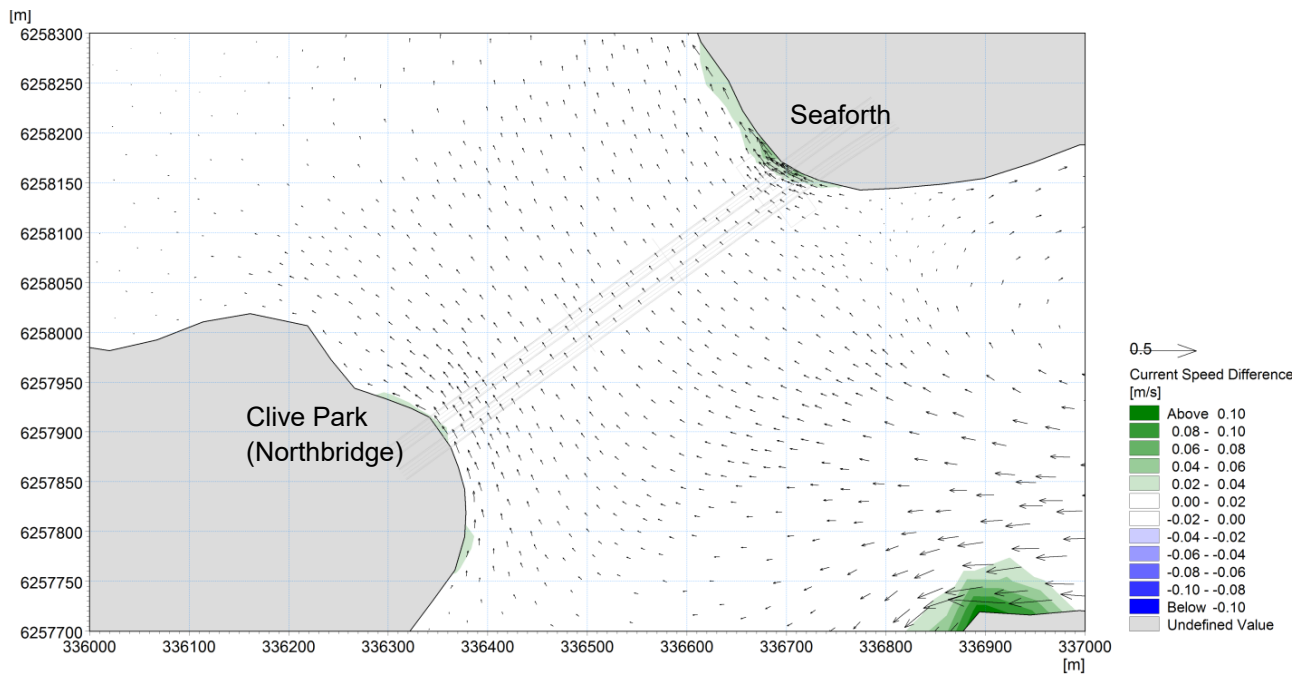 [m]
6258300
6258250
6258200
6258150
6258100
6258050
6258000
6257950
6257900
6257850
6257800
6257750
6257700
336000 336100 336200 336300 336400 336500 336600 336700 336800 336900 337000
[m]
Seaforth
Clive Park
(Northbridge)
0.5
Current Speed Difference
[m/s]
Above 0.10
0.08 - 0.10
0.06 - 0.08
0.04 - 0.06
0.02 - 0.04
0.00 - 0.02
-0.02 - 0.00
-0.04 - -0.02
-0.06 - -0.04
-0.08 - -0.06
-0.10 - -0.08
Below -0.10
Undefined Value